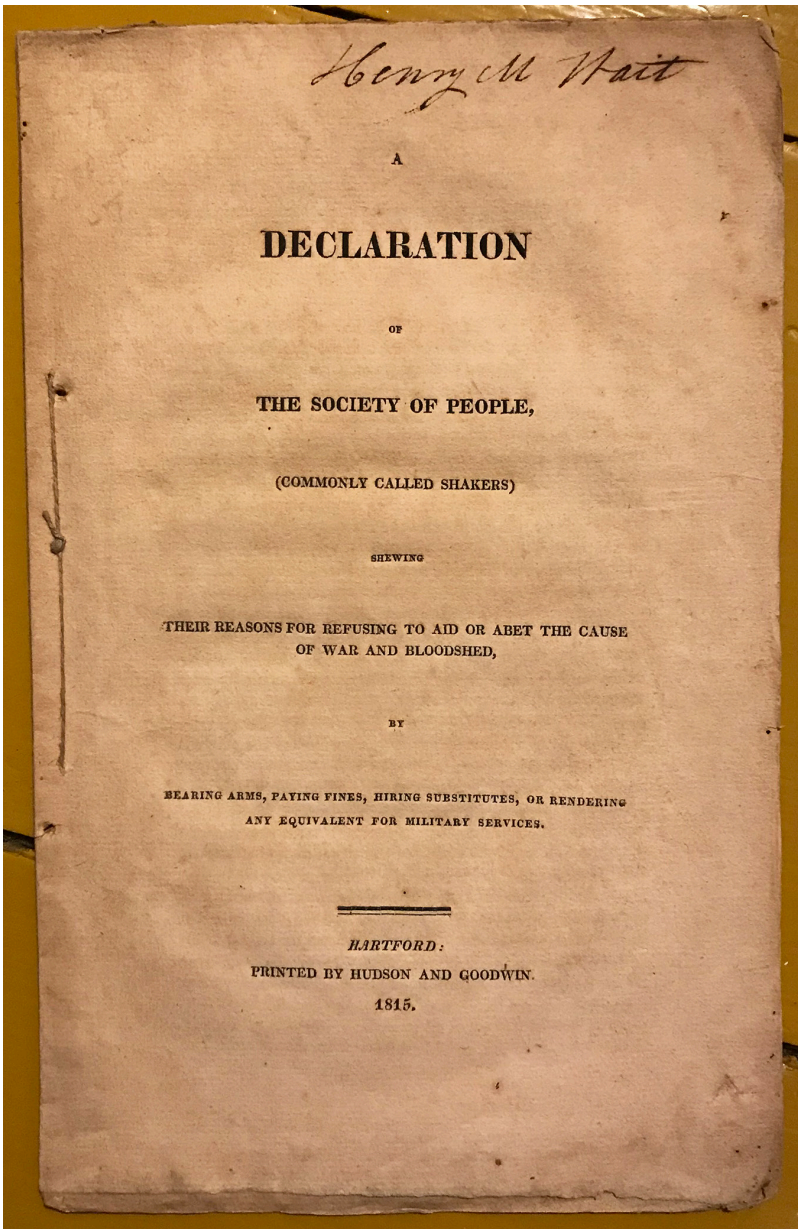 Henry M Wait
A
DECLARATION
OF
THE SOCIETY OF PEOPLE,
(COMMONLY CALLED SHAKERS)
SHEWING
THEIR REASONS FOR REFUSING TO AID OR ABET THE CAUSE
OF WAR AND BLOODSHED,
BY
BEARING ARMS, PAYING FINES, HIRING SUBSTITUTES, OR RENDERING
ANY EQUIVALENT FOR MILITARY SERVICES.
HARTFORD:
PRINTED BY HUDSON AND GOODWIN.
1815.